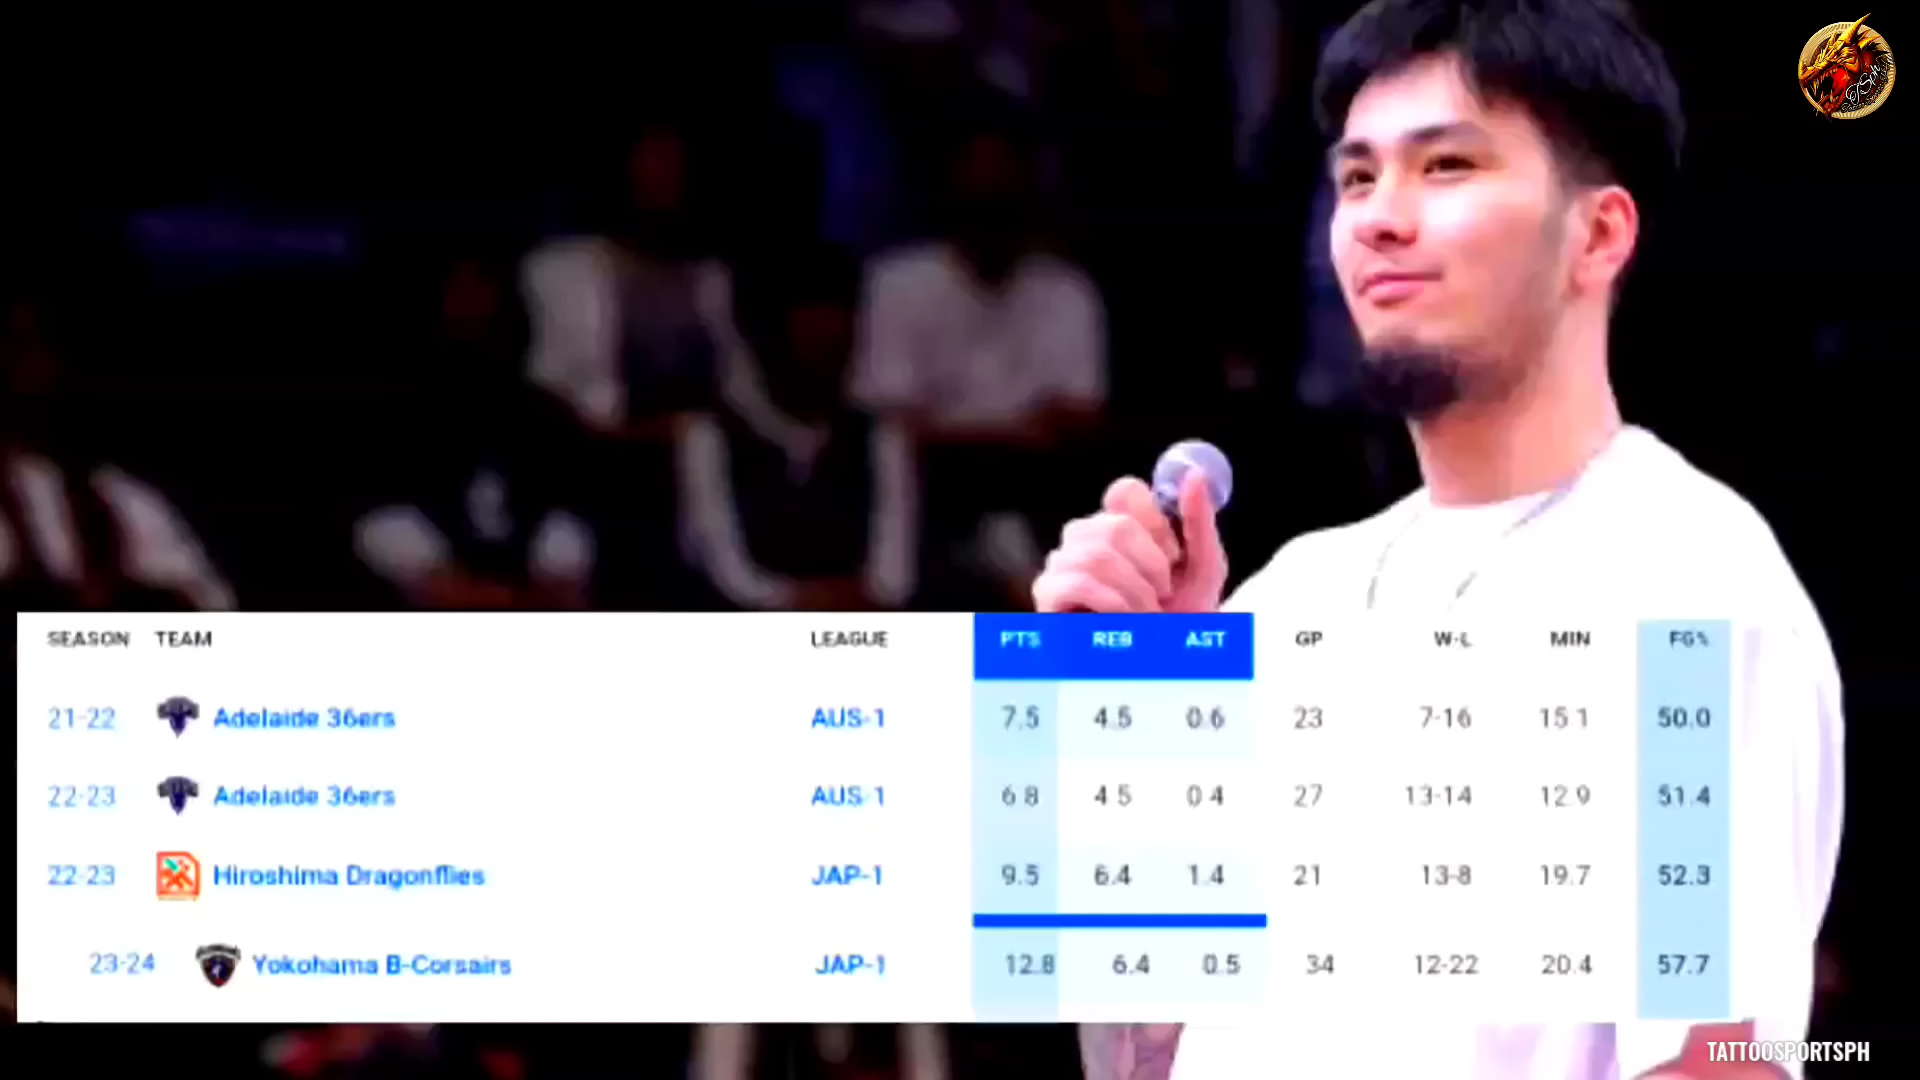 SEASON TEAM LEAGUE PTS REB AST GP W-L MIN FG%
21-22 Adelaide 36ers AUS-1 7.5 4.5 0.6 23 7-16 15 1 50.0
22-23 Adelaide 36ers AUS 1 6 8 4 5 0 4 27 13-14 12.9 51.4
22-23 Hiroshima Dragonflies JAP-1 9.5 6.4 1.4 21 13-8 19.7 52.3
23-24 Yokohama B-Corsairs JAP-1 12.8 6.4 0.5 34 12-22 20.4 57.7
TATTOOSPORTSPH